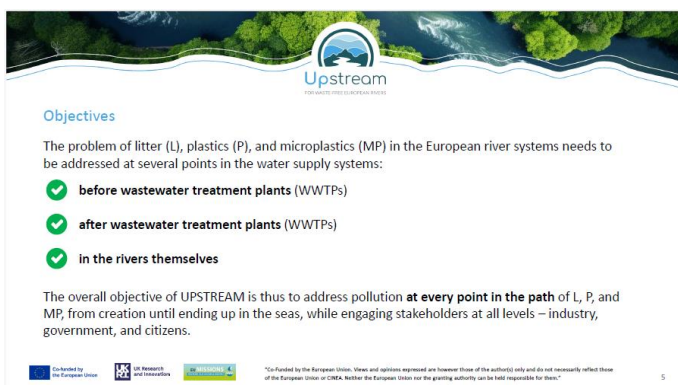 Upstream
FOR WASTE-FREE EUROPEAN RIVERS
Objectives
The problem of litter (L), plastics (P), and microplastics (MP) in the European river systems needs to
be addressed at several points in the water supply systems:
before wastewater treatment plants (WWTPs)
after wastewater treatment plants (WWTPs)
in the rivers themselves
The overall objective of UPSTREAM is thus to address pollution at every point in the path of L, P, and
MP, from creation until ending up in the seas, while engaging stakeholders at all levels – industry,
government, and citizens.
Co-funded by
the European Union
UK Research
and Innovation
MISSIONS
"Co-Funded by the European Union. Views and opinions expressed are however those of the author(s) only and do not necessarily reflect those
of the European Union or CINEA. Neither the European Union nor the granting authority can be held responsible for them."
5